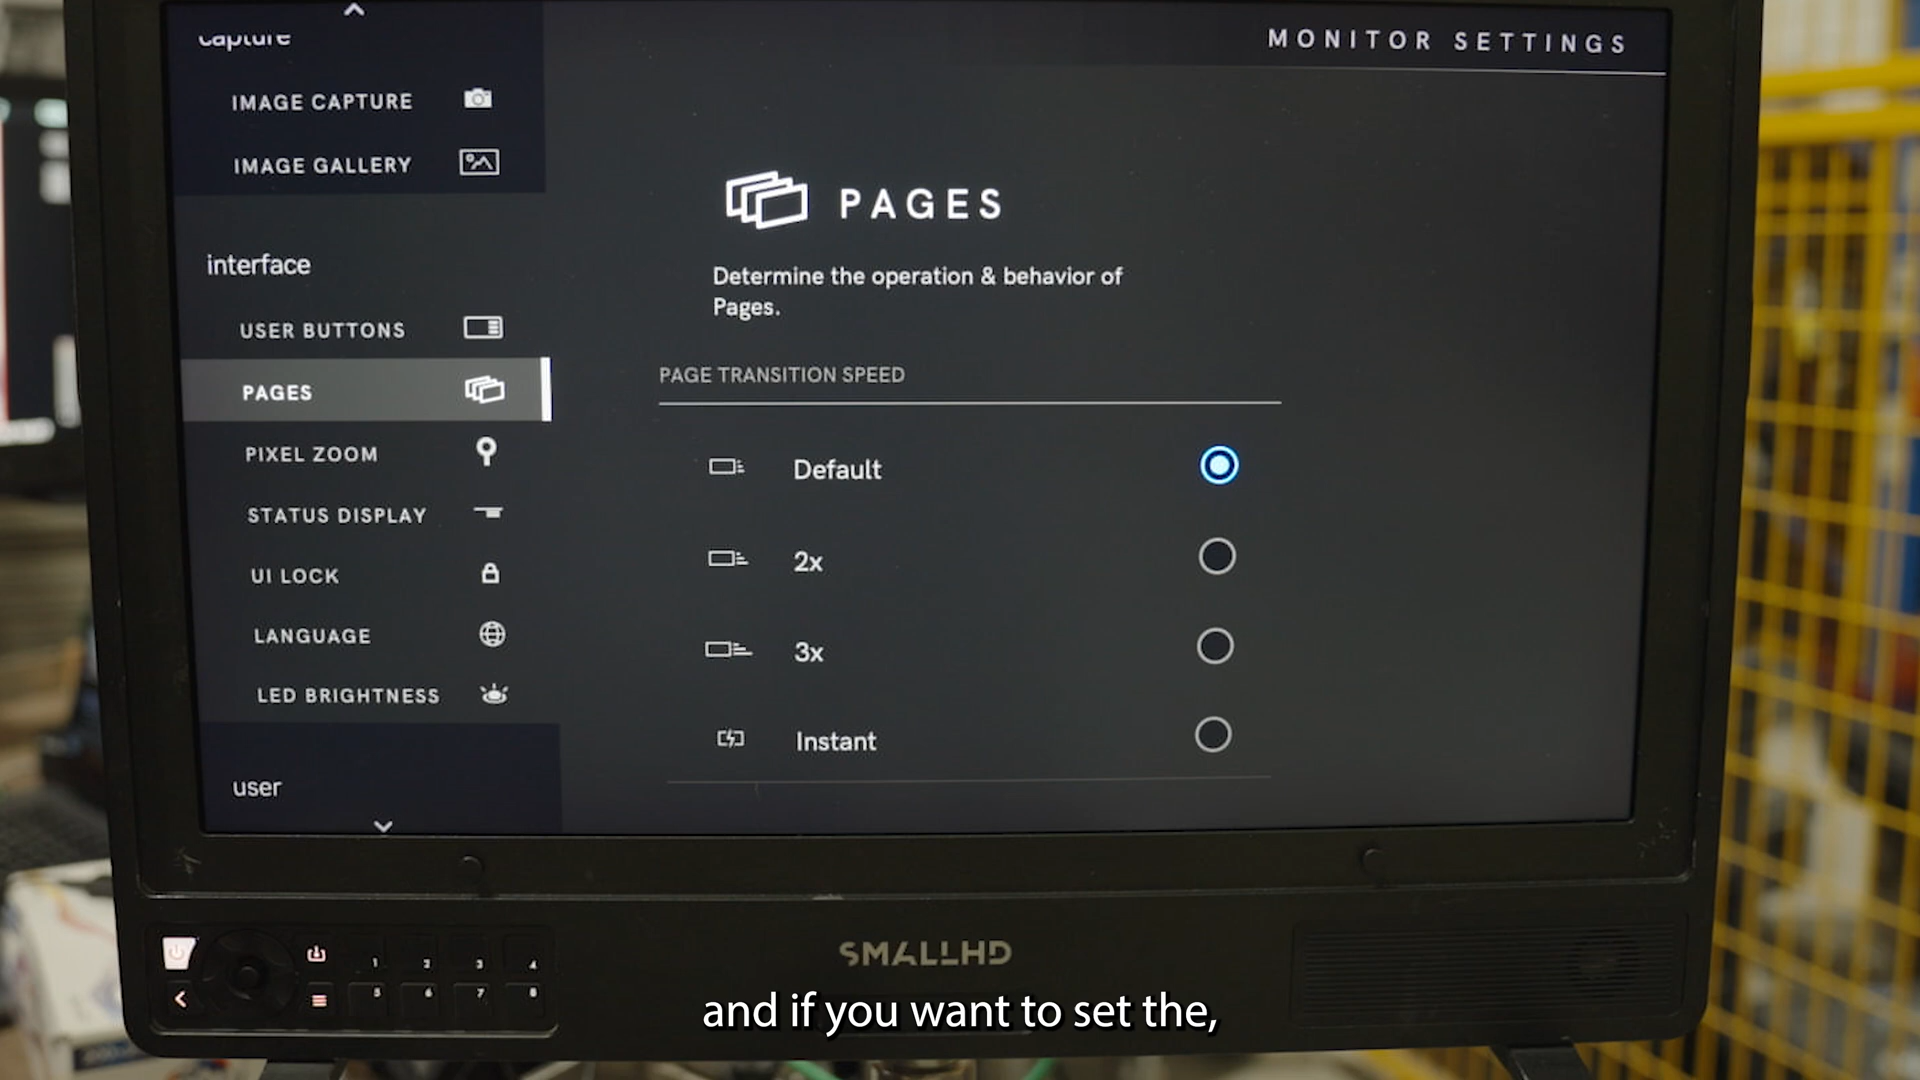 capture
IMAGE CAPTURE
IMAGE GALLERY
interface
USER BUTTONS
PAGES
PIXEL ZOOM
STATUS DISPLAY
UI LOCK
LANGUAGE
LED BRIGHTNESS
user
MONITOR SETTINGS
PAGES
Determine the operation & behavior of
Pages.
PAGE TRANSITION SPEED
Default
2x
3x
Instant
SMALLHD
1 2 3 4
5 6 7 8
and if you want to set the,